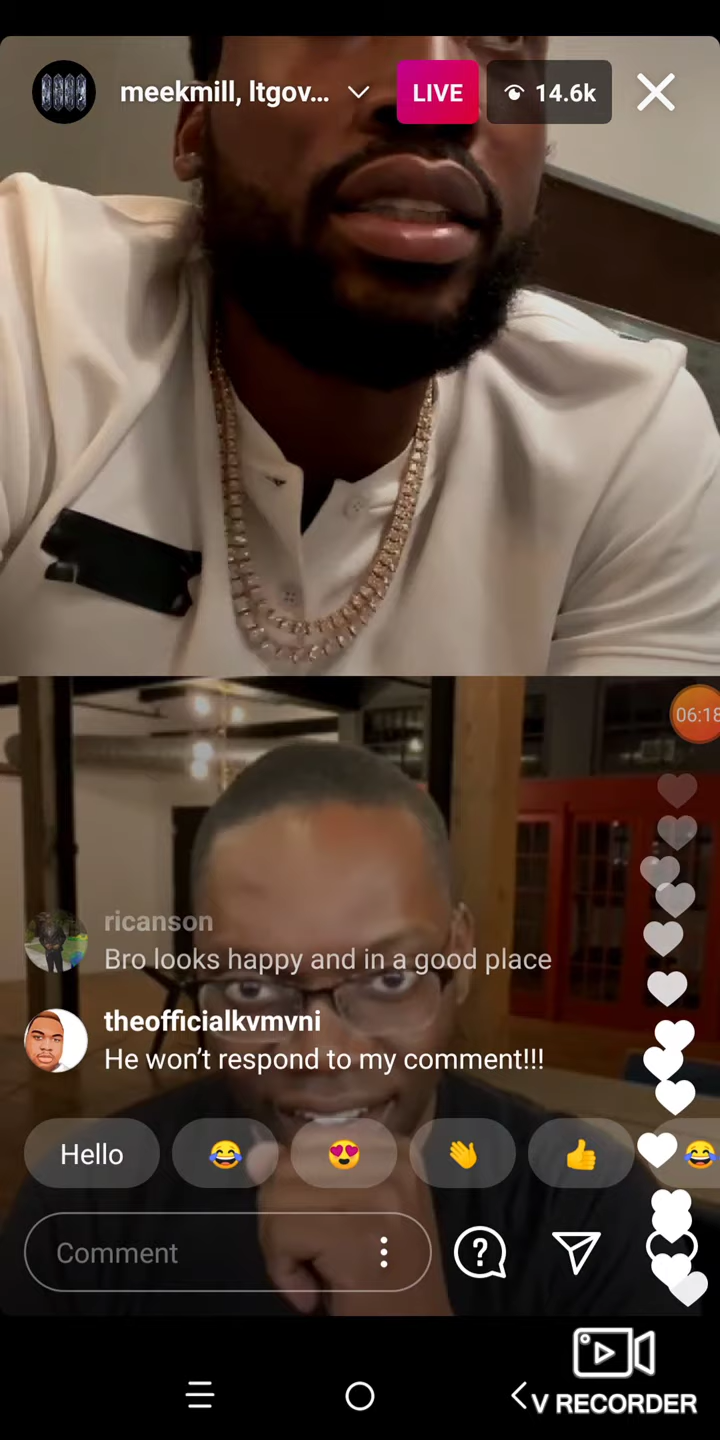 meekmill, ltgov...
LIVE
14.6k
06:18
ricanson
Bro looks happy and in a good place
theofficialkvmvni
He won't respond to my comment!!!
Hello
Comment
V RECORDER